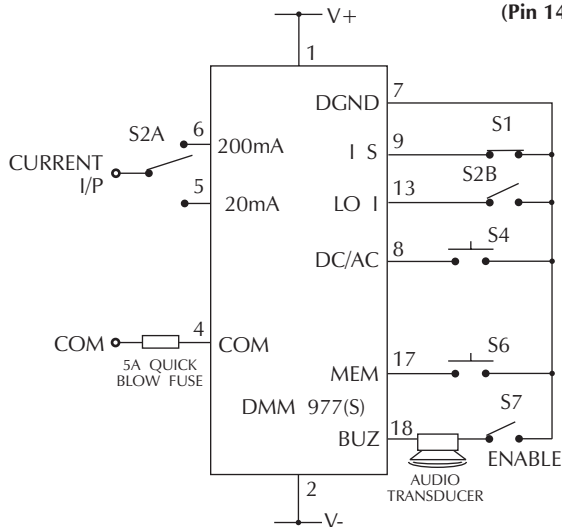 V+
(Pin 14
1
DGND
7
S1
S2A
6
200mA
I S
9
CURRENT
I/P
S2B
5
20mA
LO I
13
DC/AC
8
S4
COM
4
COM
5A QUICK
BLOW FUSE
MEM
17
S6
DMM 977(S)
S7
BUZ
18
ENABLE
AUDIO
TRANSDUCER
2
V-